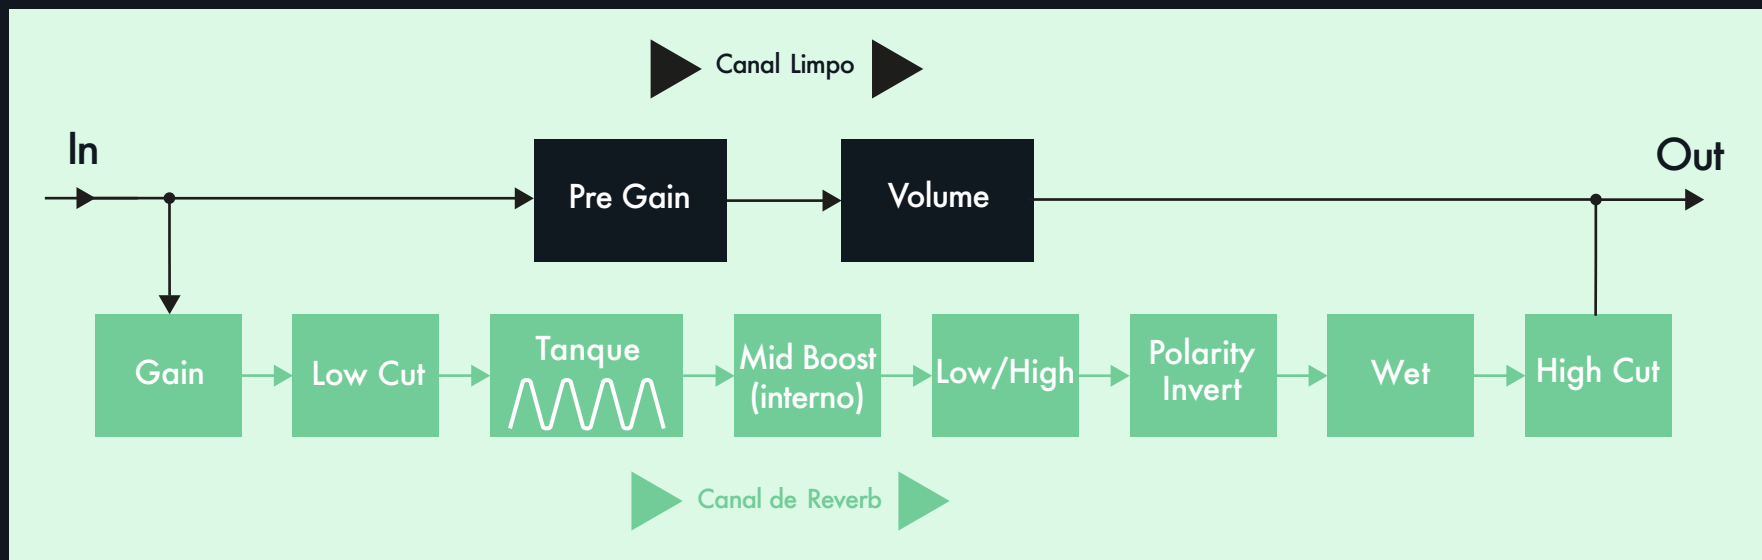 Canal Limpo
In
Out
Pre Gain
Volume
Gain
Low Cut
Tanque
Mid Boost
(interno)
Low/High
Polarity
Invert
Wet
High Cut
Canal de Reverb